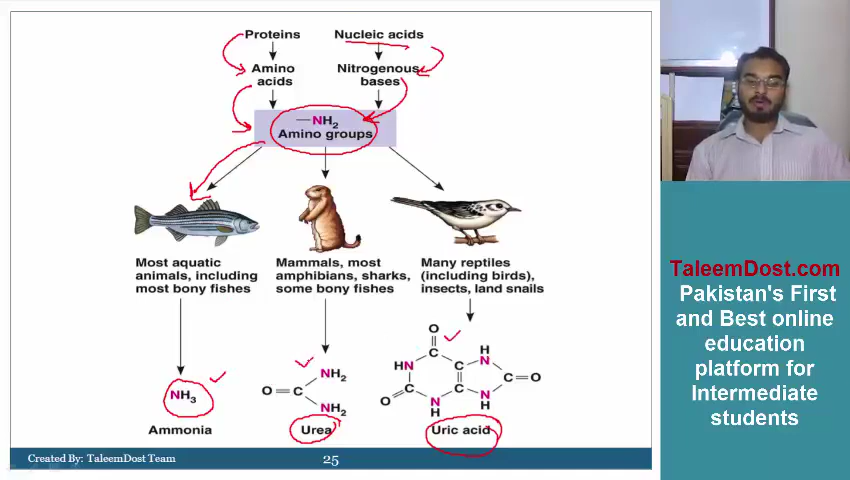 Proteins
Nucleic acids
Amino
acids
Nitrogenous
bases
—NH2
Amino groups
Most aquatic
animals, including
most bony fishes
Mammals, most
amphibians, sharks,
some bony fishes
Many reptiles
(including birds),
insects, land snails
NH3
Ammonia
O
C
NH2
NH2
Urea
O
C
HN
C
H
N
C
O
C
C
O
N
H
N
H
Uric acid
TaleemDost.com
Pakistan's First
and Best online
education
platform for
Intermediate
students
Created By: TaleemDost Team
25